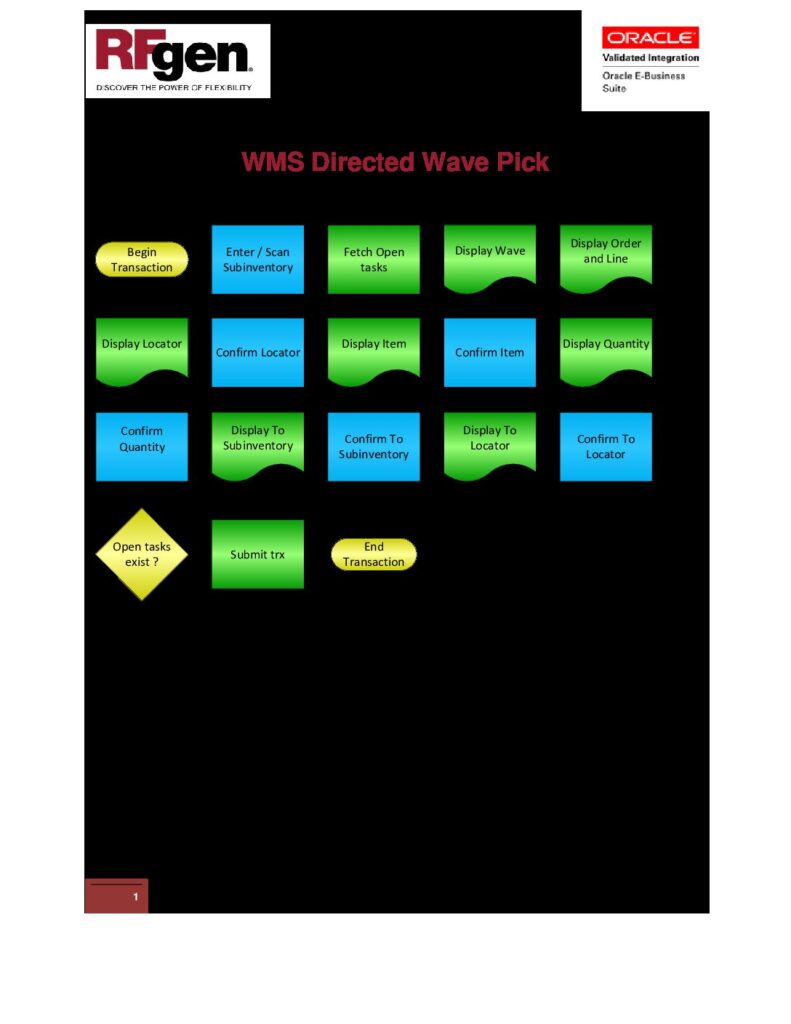 RFgen.
DISCOVER THE POWER OF FLEXIBILITY
ORACLE
Validated Integration
Oracle E-Business
Suite
WMS Directed Wave Pick
Begin
Transaction
Enter / Scan
Subinventory
Fetch Open
tasks
Display Wave
Display Order
and Line
Display Locator
Confirm Locator
Display Item
Confirm Item
Display Quantity
Confirm
Quantity
Display To
Subinventory
Confirm To
Subinventory
Display To
Locator
Confirm To
Locator
Open tasks
exist ?
Submit trx
End
Transaction
1